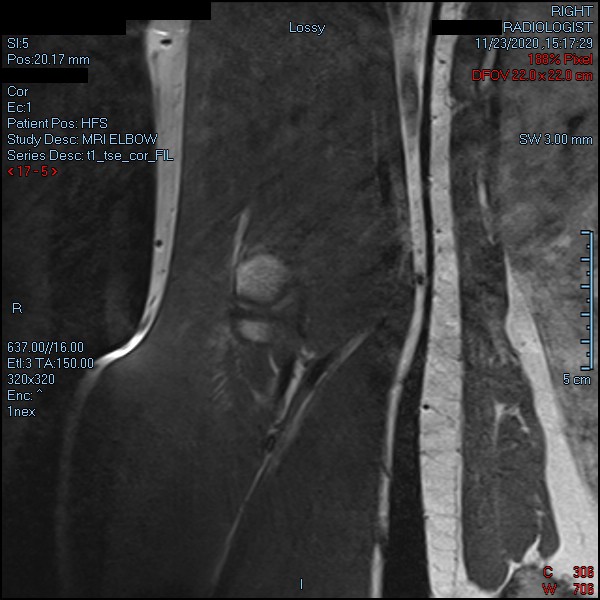 RIGHT
Lossy
RADIOLOGIST
SI:5
11/23/2020 ,15:17:29
Pos:20.17 mm
188% Pixel
DFOV 22.0 x 22.0 cm
Cor
Ec:1
Patient Pos: HFS
Study Desc: MRI ELBOW
SW 3.00 mm
Series Desc: t1_tse_cor_FIL
< 17 - 5 >
R
637.00//16.00
Etl:3 TA:150.00
320x320
5 cm
Enc: ^
1nex
I
C 306
W 706